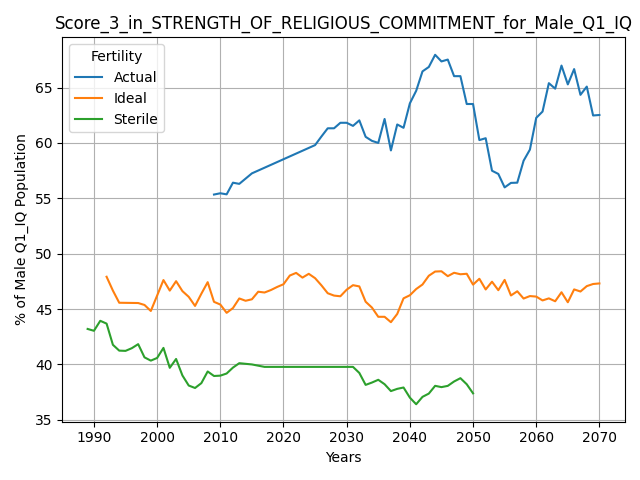 Score_3_in_STRENGTH_OF_RELIGIOUS_COMMITMENT_for_Male_Q1_IQ
Fertility
Actual
Ideal
Sterile
% of Male Q1_IQ Population
65
60
55
50
45
40
35
1990 2000 2010 2020 2030 2040 2050 2060 2070
Years